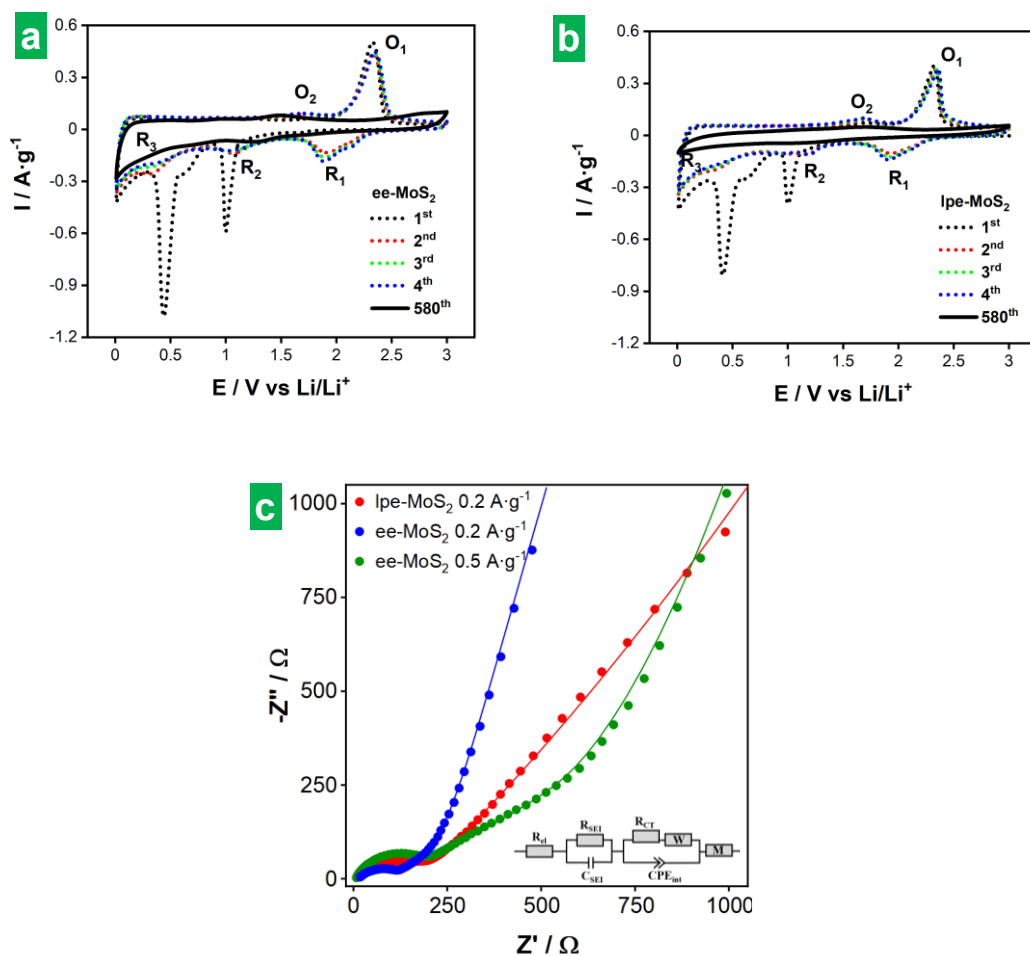 a
I / A·g⁻¹
0.6
0.3
0
-0.3
-0.6
-0.9
-1.2
O₁
O₂
R₃
R₂
R₁
ee-MoS₂
1ˢᵗ
2ⁿᵈ
3ʳᵈ
4ᵗʰ
580ᵗʰ
0 0.5 1 1.5 2 2.5 3
E / V vs Li/Li⁺
b
I / A·g⁻¹
0.6
0.3
0
-0.3
-0.6
-0.9
-1.2
O₁
O₂
R₃
R₂
R₁
lpe-MoS₂
1ˢᵗ
2ⁿᵈ
3ʳᵈ
4ᵗʰ
580ᵗʰ
0 0.5 1 1.5 2 2.5 3
E / V vs Li/Li⁺
c
-Z'' / Ω
1000
750
500
250
0
lpe-MoS₂ 0.2 A·g⁻¹
ee-MoS₂ 0.2 A·g⁻¹
ee-MoS₂ 0.5 A·g⁻¹
R_el
R_SEI
C_SEI
R_CT
W
CPE_int
M
0 250 500 750 1000
Z' / Ω